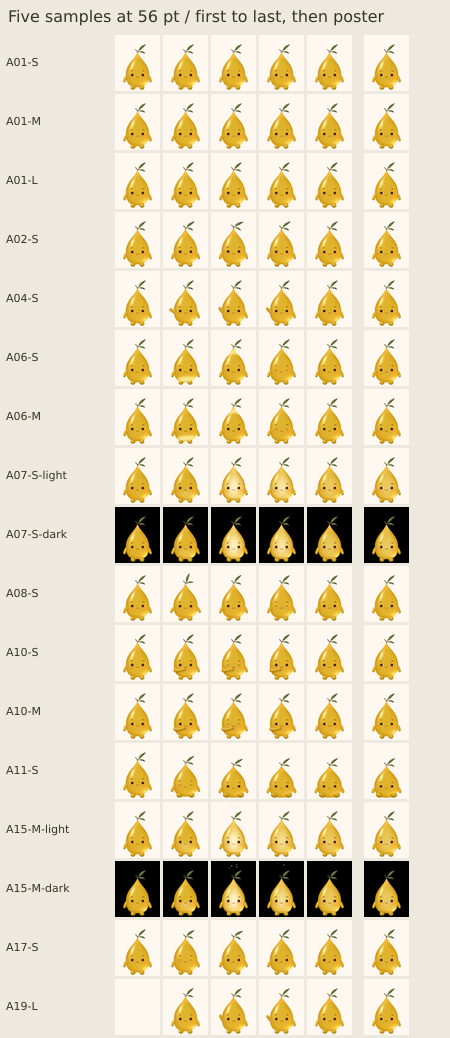 Five samples at 56 pt / first to last, then poster
A01-S
A01-M
A01-L
A02-S
A04-S
A06-S
A06-M
A07-S-light
A07-S-dark
A08-S
A10-S
A10-M
A11-S
A15-M-light
A15-M-dark
A17-S
A19-L